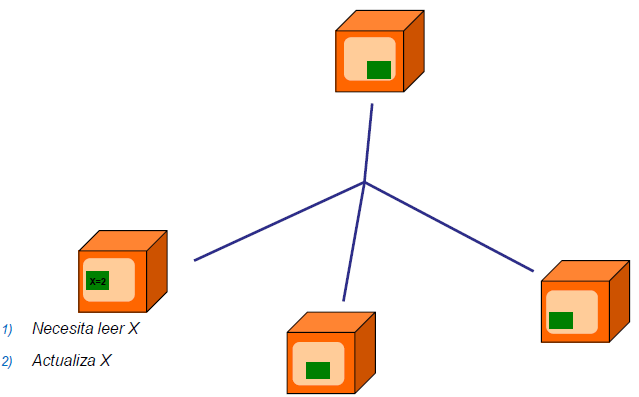 X=2
1) Necesita leer X
2) Actualiza X